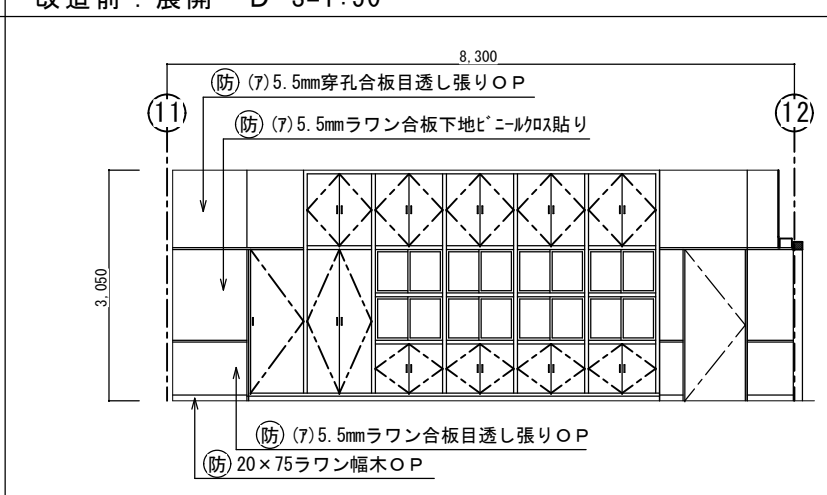 改造前：展開 D S=1:50
8,300
防 (ｱ)5.5mm穿孔合板目透し張りＯＰ
11
12
防 (ｱ)5.5mmラワン合板下地ﾋﾞﾆｰﾙｸﾛｽ貼り
3,050
防 (ｱ)5.5mmラワン合板目透し張りＯＰ
防 20×75ラワン幅木ＯＰ